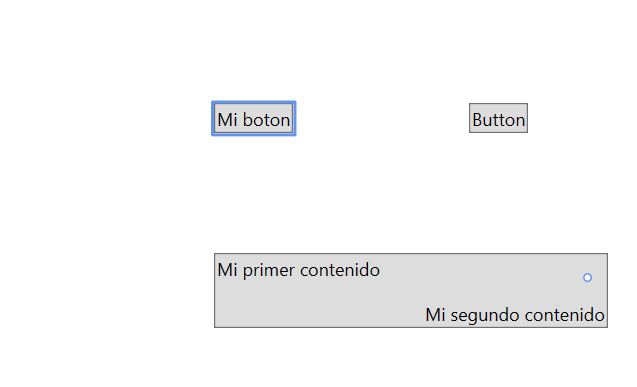 Mi boton
Button
Mi primer contenido
Mi segundo contenido